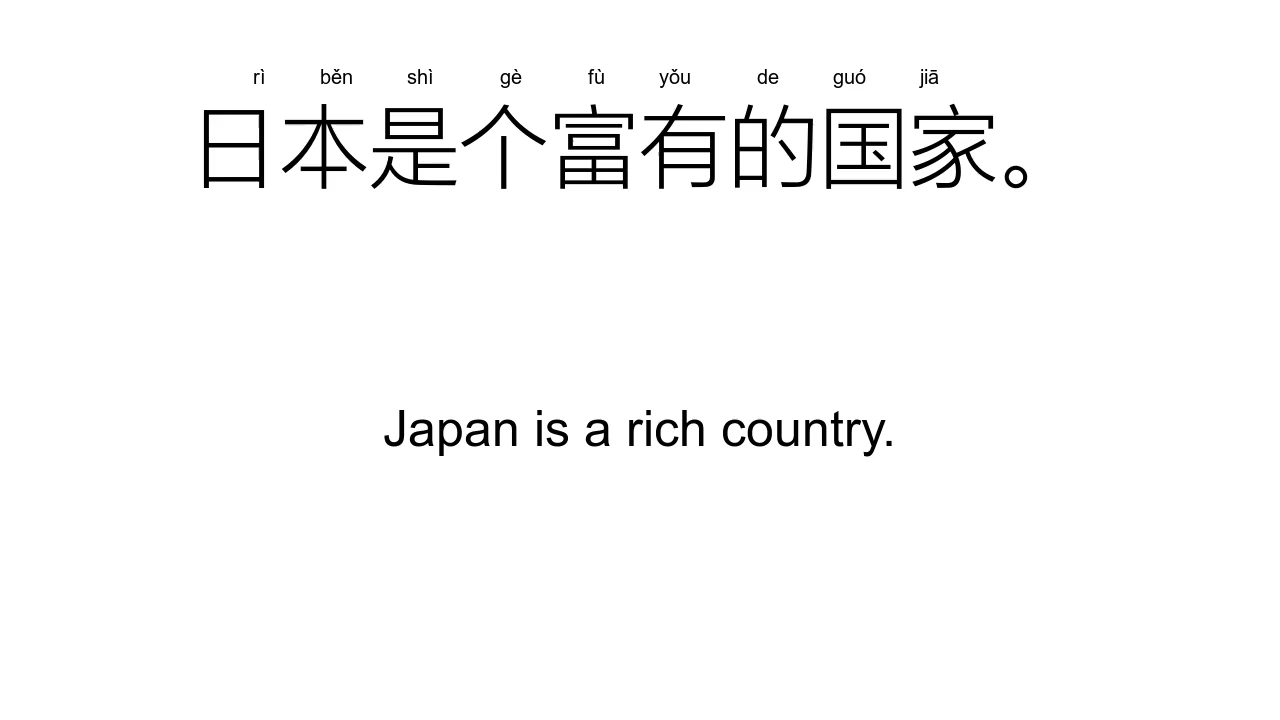 rì běn shì gè fù yǒu de guó jiā
日本是个富有的国家。
Japan is a rich country.